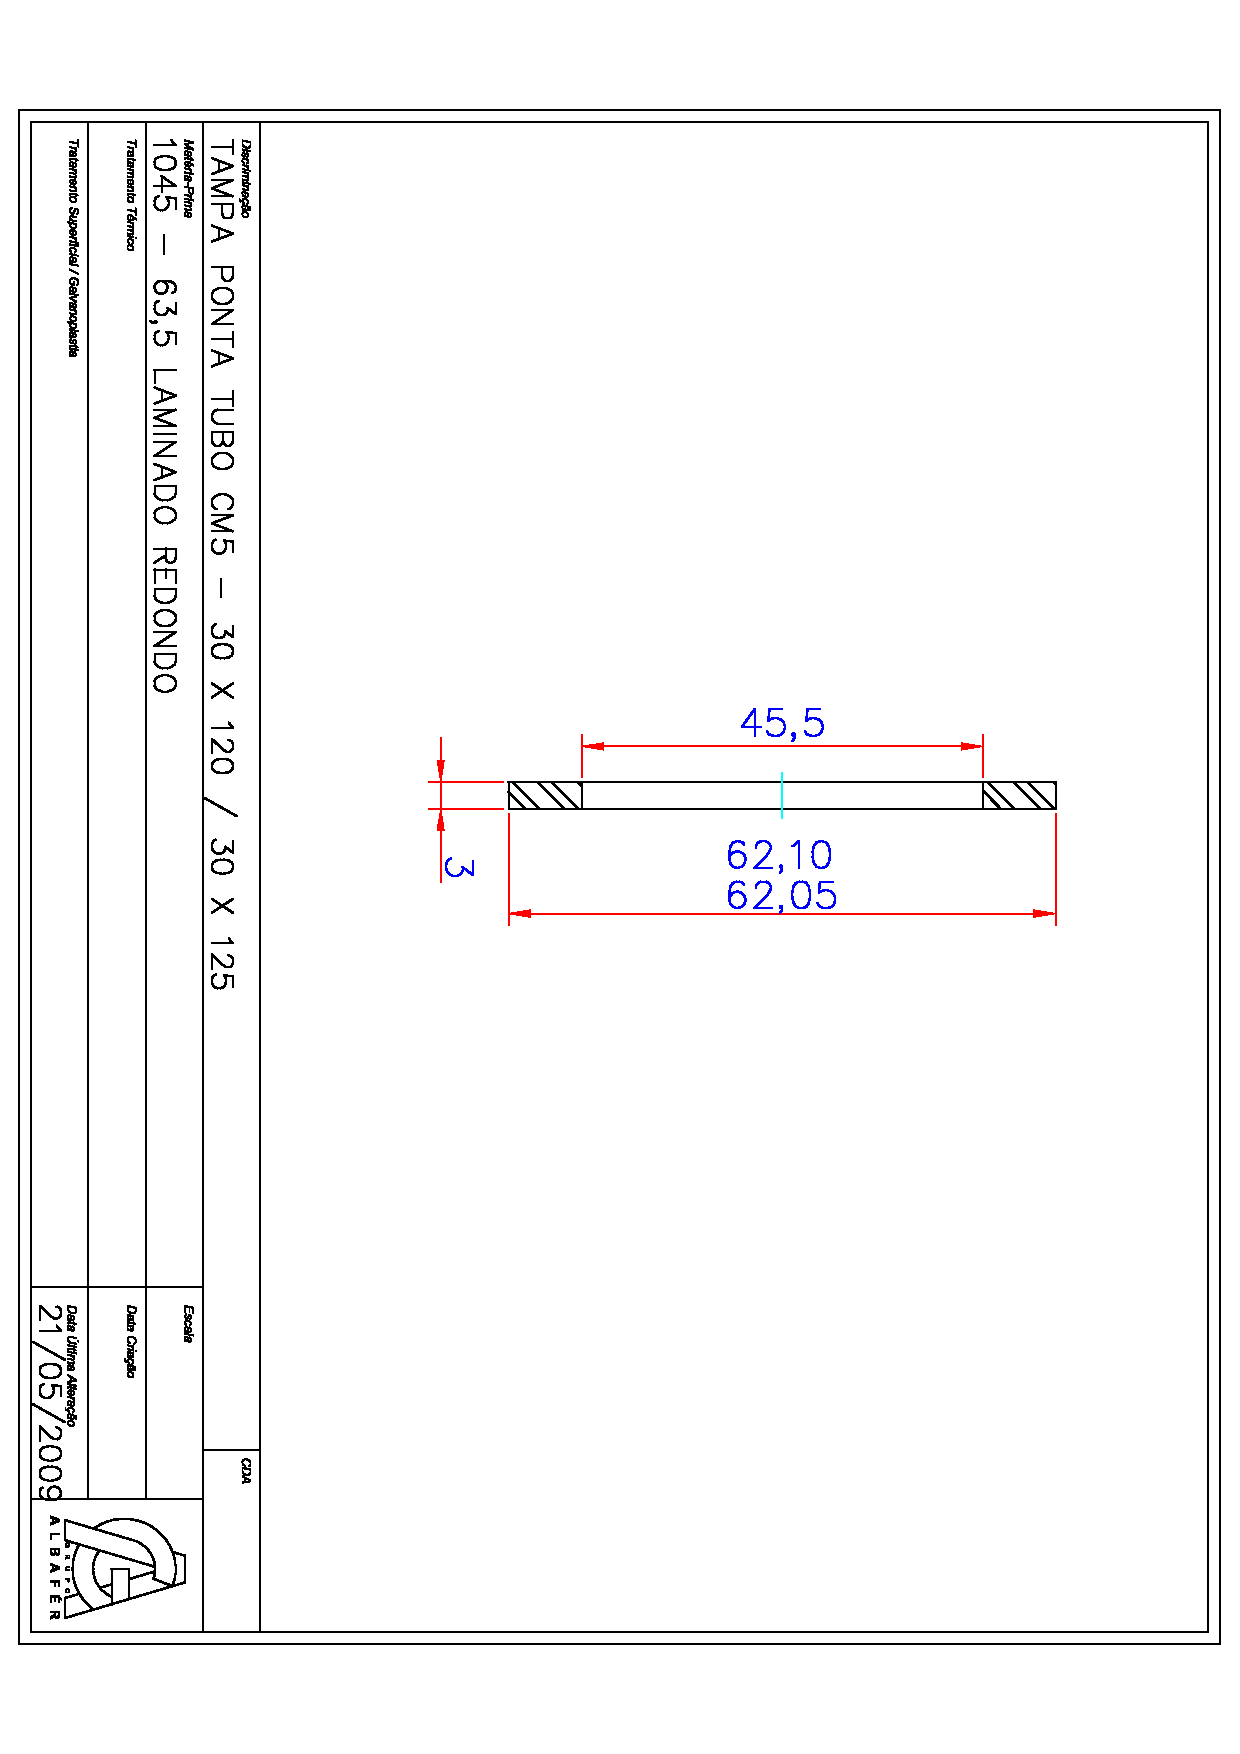 45,5
62,10
62,05
3
Discriminação
TAMPA PONTA TUBO CM5 - 30 X 120 / 30 X 125
CDA
Matéria-Prima
1045 - 63,5 LAMINADO REDONDO
Escala
Tratamento Térmico
Data Criação
Tratamento Superficial / Galvanoplastia
Data Última Alteração
21/05/2009
GRUPO
ALBAFÉR